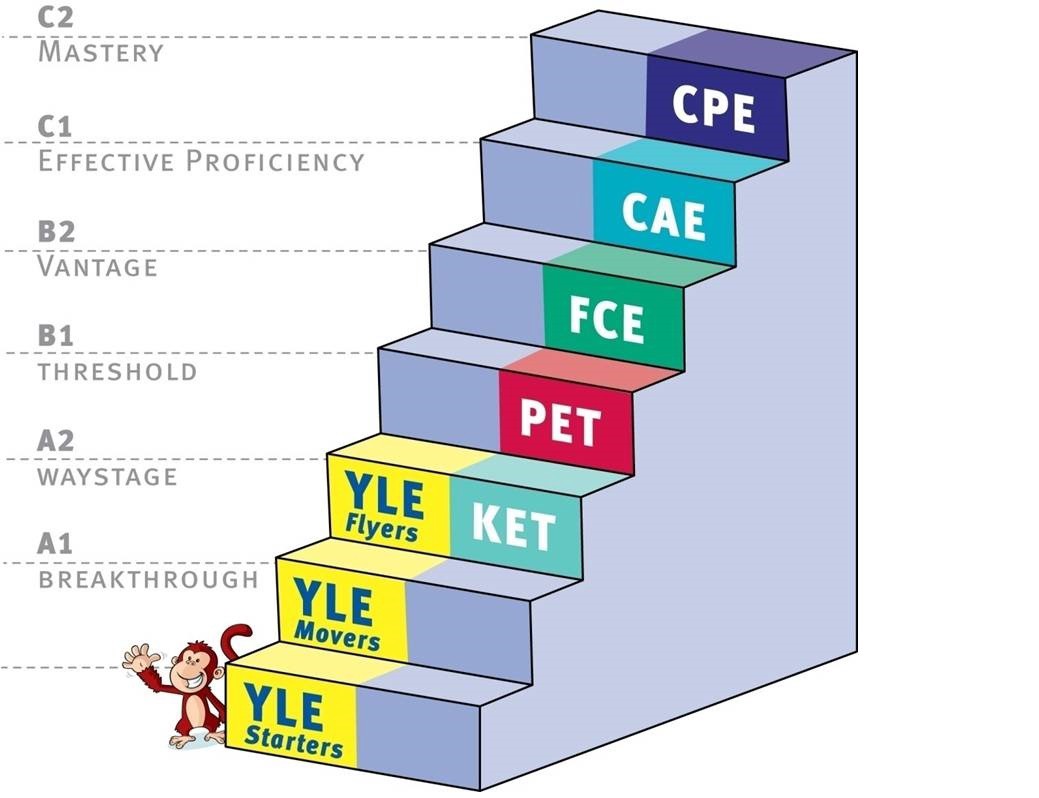 C2
MASTERY
CPE
C1
EFFECTIVE PROFICIENCY
CAE
B2
VANTAGE
FCE
B1
THRESHOLD
PET
A2
WAYSTAGE
YLE
Flyers
KET
A1
BREAKTHROUGH
YLE
Movers
YLE
Starters